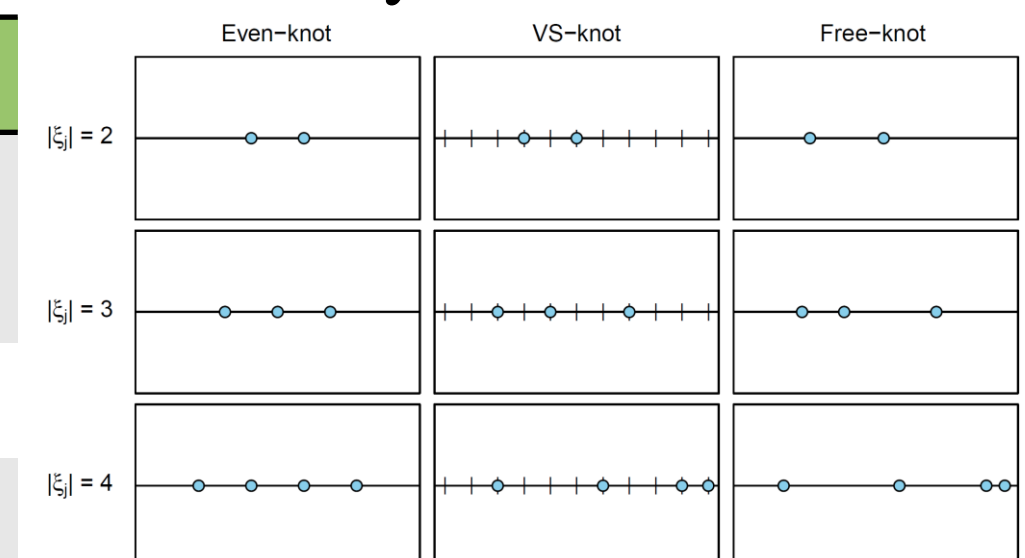 Even−knot VS−knot Free−knot
|ξj| = 2
|ξj| = 3
|ξj| = 4